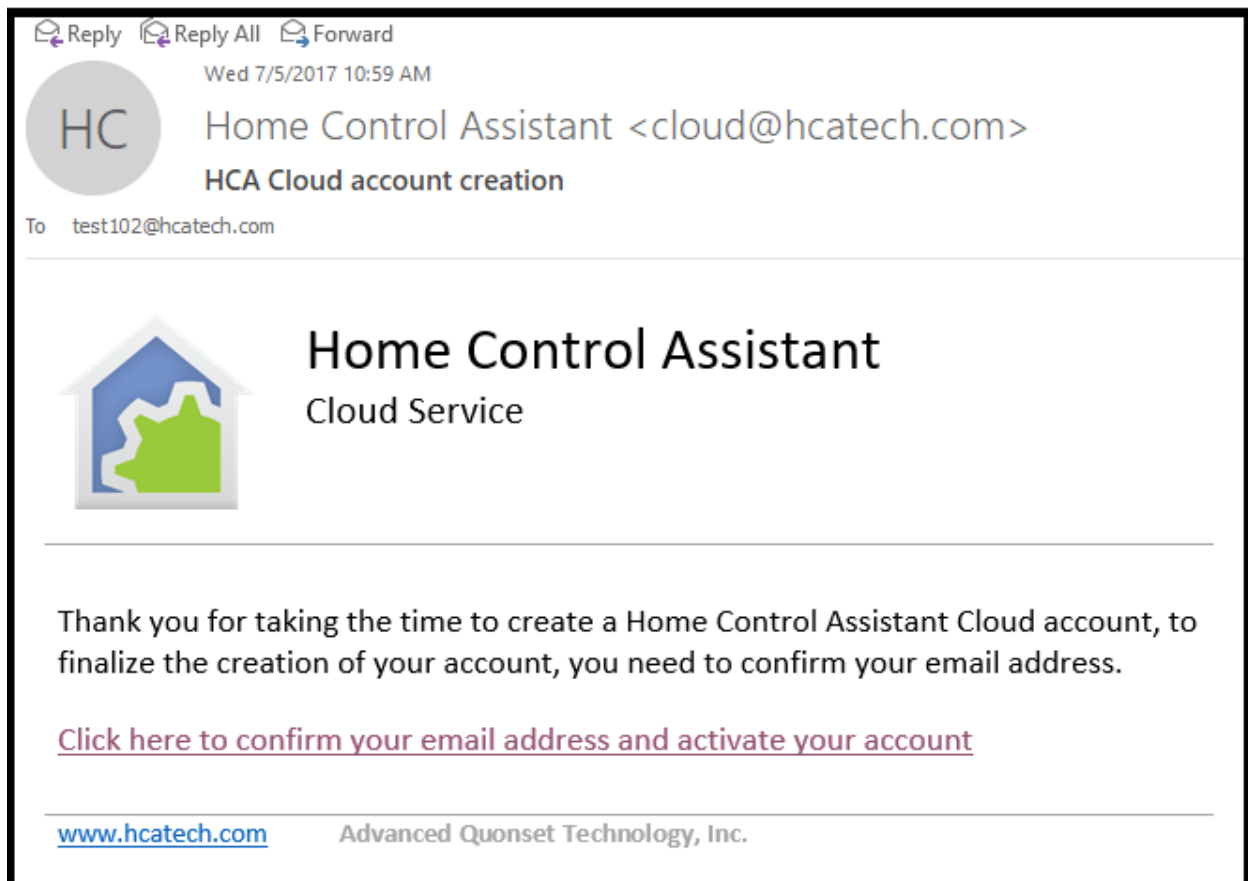 Reply Reply All Forward
Wed 7/5/2017 10:59 AM
HC
Home Control Assistant <cloud@hcatech.com>
HCA Cloud account creation
To test102@hcatech.com
Home Control Assistant
Cloud Service
Thank you for taking the time to create a Home Control Assistant Cloud account, to
finalize the creation of your account, you need to confirm your email address.
Click here to confirm your email address and activate your account
www.hcatech.com Advanced Quonset Technology, Inc.